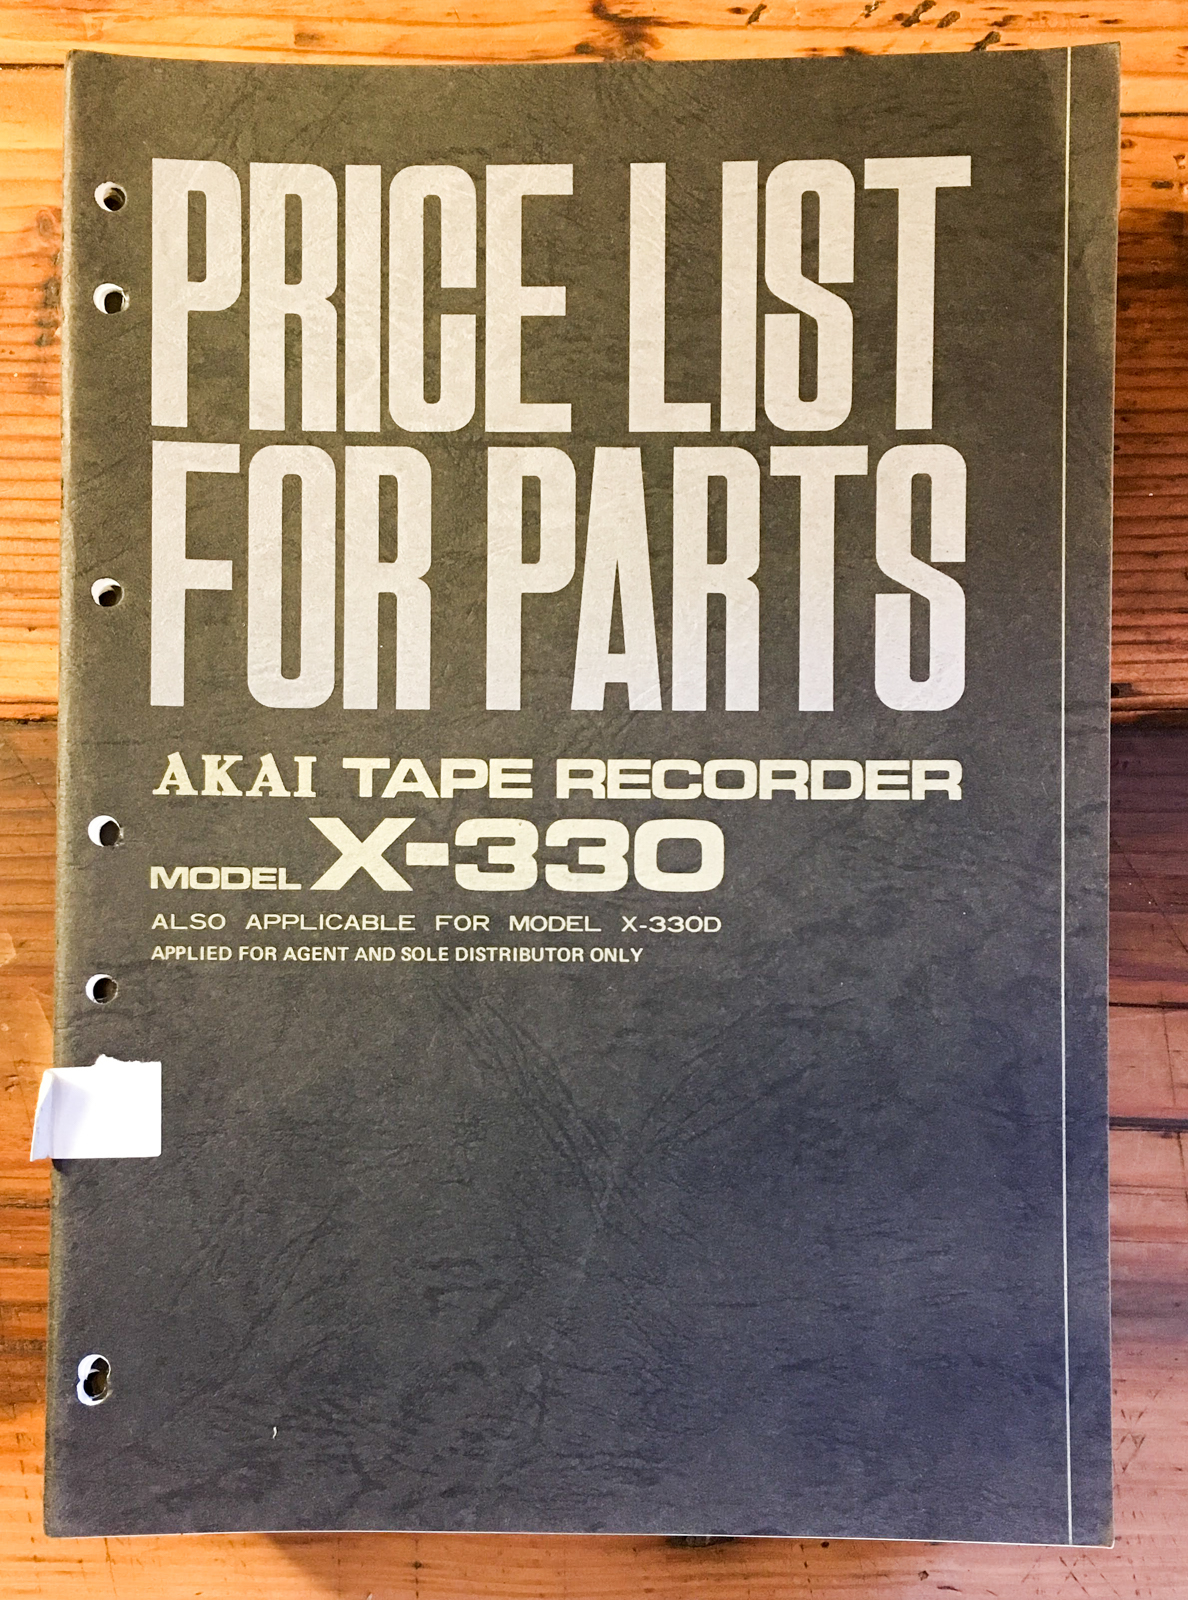 PRICE LIST
FOR PARTS
AKAI TAPE RECORDER
MODEL X-330
ALSO APPLICABLE FOR MODEL X-330D
APPLIED FOR AGENT AND SOLE DISTRIBUTOR ONLY